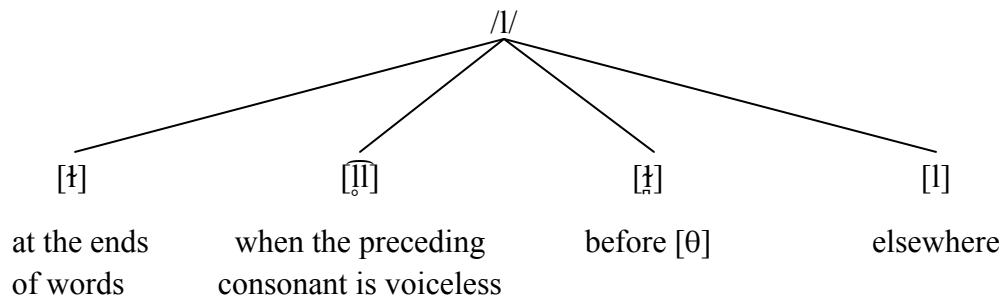 /l/
[ɫ] [l̥͡l] [ɫ̪] [l]
at the ends when the preceding before [θ] elsewhere
of words consonant is voiceless